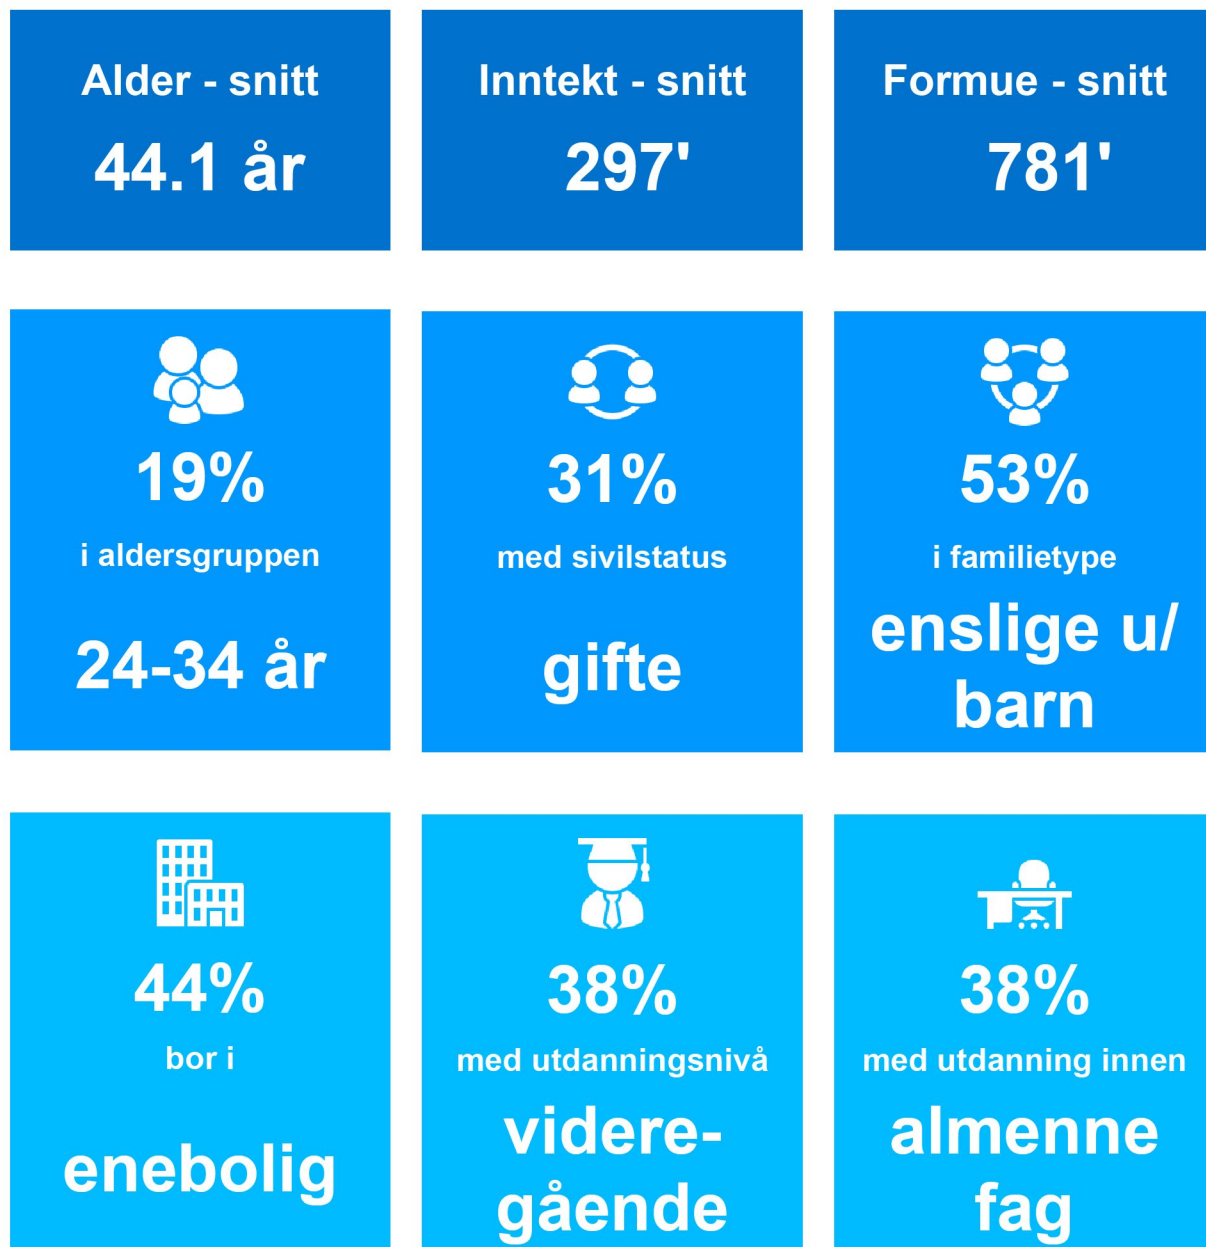 Alder - snitt
44.1 år
Inntekt - snitt
297'
Formue - snitt
781'
19%
i aldersgruppen
24-34 år
31%
med sivilstatus
gifte
53%
i familietype
enslige u/
barn
44%
bor i
enebolig
38%
med utdanningsnivå
videre-
gående
38%
med utdanning innen
almenne
fag